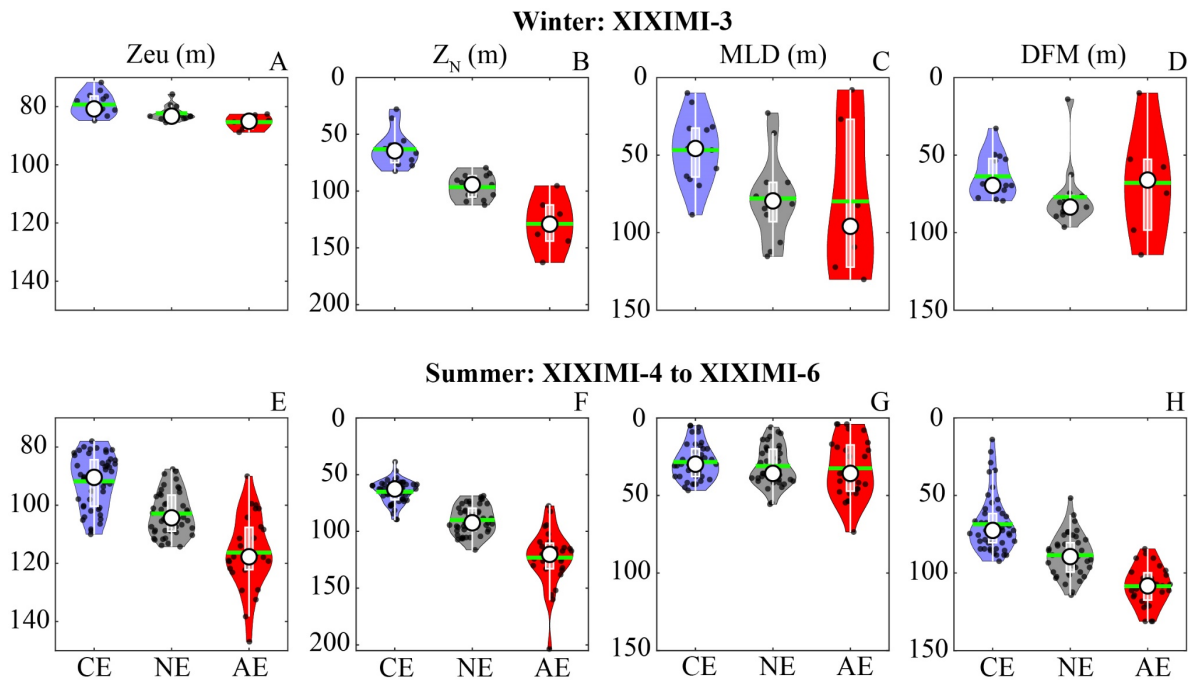 Winter: XIXIMI-3
Zeu (m) A
Z_N (m) B
MLD (m) C
DFM (m) D
80
100
120
140
0
50
100
150
200
0
50
100
150
0
50
100
150
Summer: XIXIMI-4 to XIXIMI-6
E
F
G
H
80
100
120
140
0
50
100
150
200
0
50
100
150
0
50
100
150
CE NE AE
CE NE AE
CE NE AE
CE NE AE